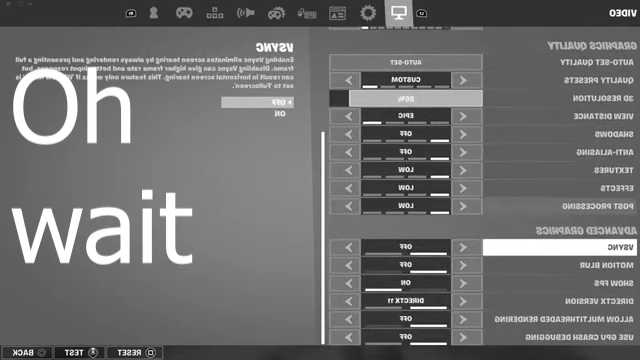 VIDEO
GRAPHICS QUALITY
AUTO-SET QUALITY
AUTO-SET
QUALITY PRESETS
CUSTOM
3D RESOLUTION
VIEW DISTANCE
EPIC
SHADOWS
OFF
ANTI-ALIASING
OFF
TEXTURES
LOW
EFFECTS
LOW
POST PROCESSING
LOW
ADVANCED GRAPHICS
VSYNC
OFF
MOTION BLUR
OFF
SHOW FPS
ON
DIRECTX VERSION
DIRECTX 11
ALLOW MULTITHREADED RENDERING
OFF
USE GPU CRASH DEBUGGING
OFF
VSYNC
Enabling Vsync eliminates screen tearing by always rendering and presenting a full
frame. Disabling Vsync can give higher frame rate and better input response, but
can result in horizontal screen tearing. This feature only works if
set to 'Fullscreen'.
OFF
ON
Oh
wait
RESET
TEST
BACK